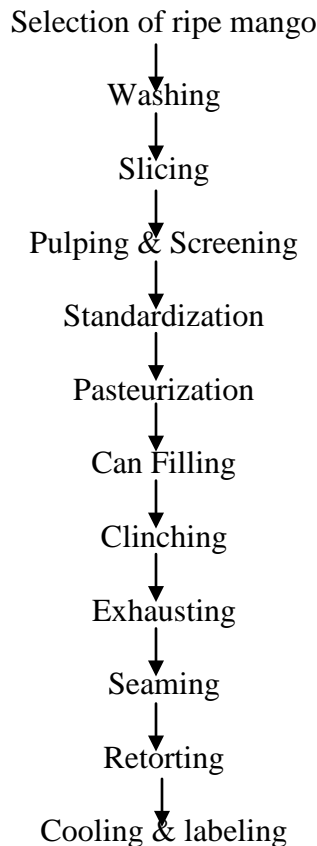 Selection of ripe mango
Washing
Slicing
Pulping & Screening
Standardization
Pasteurization
Can Filling
Clinching
Exhausting
Seaming
Retorting
Cooling & labeling